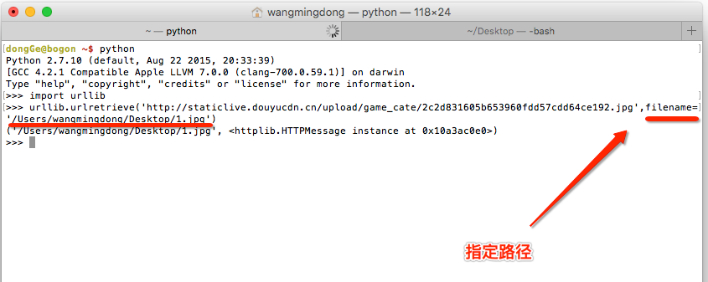 wangmingdong — python — 118×24
~ — python
~/Desktop — -bash
[dongGe@bogon ~$ python
Python 2.7.10 (default, Aug 22 2015, 20:33:39)
[GCC 4.2.1 Compatible Apple LLVM 7.0.0 (clang-700.0.59.1)] on darwin
Type "help", "copyright", "credits" or "license" for more information.
[>>> import urllib
[>>> urllib.urlretrieve('http://staticlive.douyucdn.cn/upload/game_cate/2c2d831605b653960fdd57cdd64ce192.jpg',filename=
'/Users/wangmingdong/Desktop/1.jpg')
('/Users/wangmingdong/Desktop/1.jpg', <httplib.HTTPMessage instance at 0x10a3ac0e0>)
>>>
指定路径